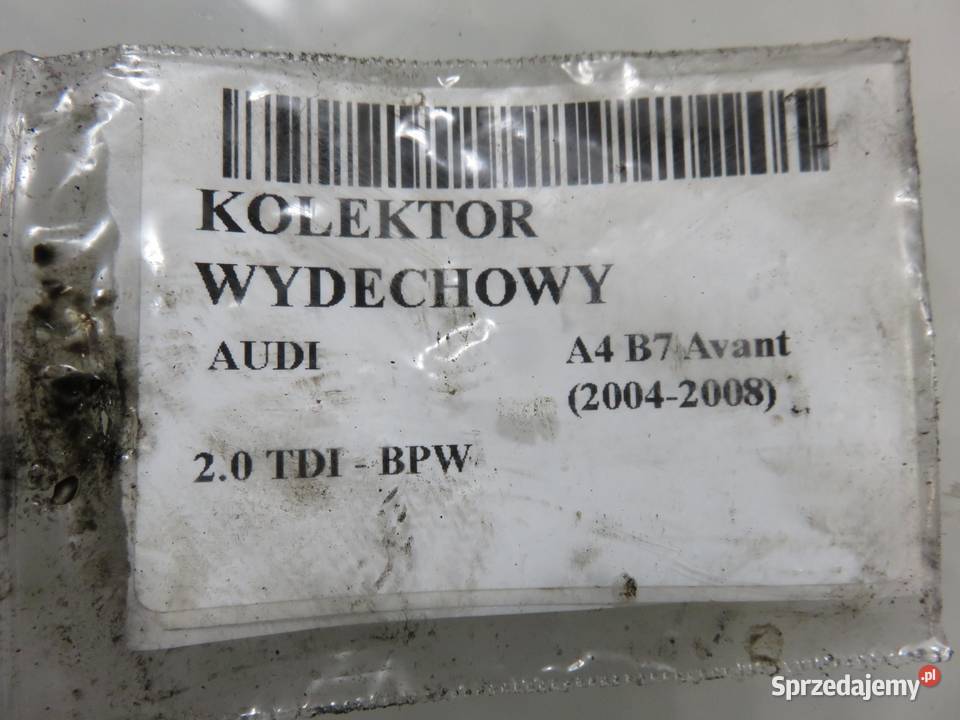 KOLEKTOR
WYDECHOWY
AUDI A4 B7 Avant
(2004-2008)
2.0 TDI - BPW
Sprzedajemy.pl